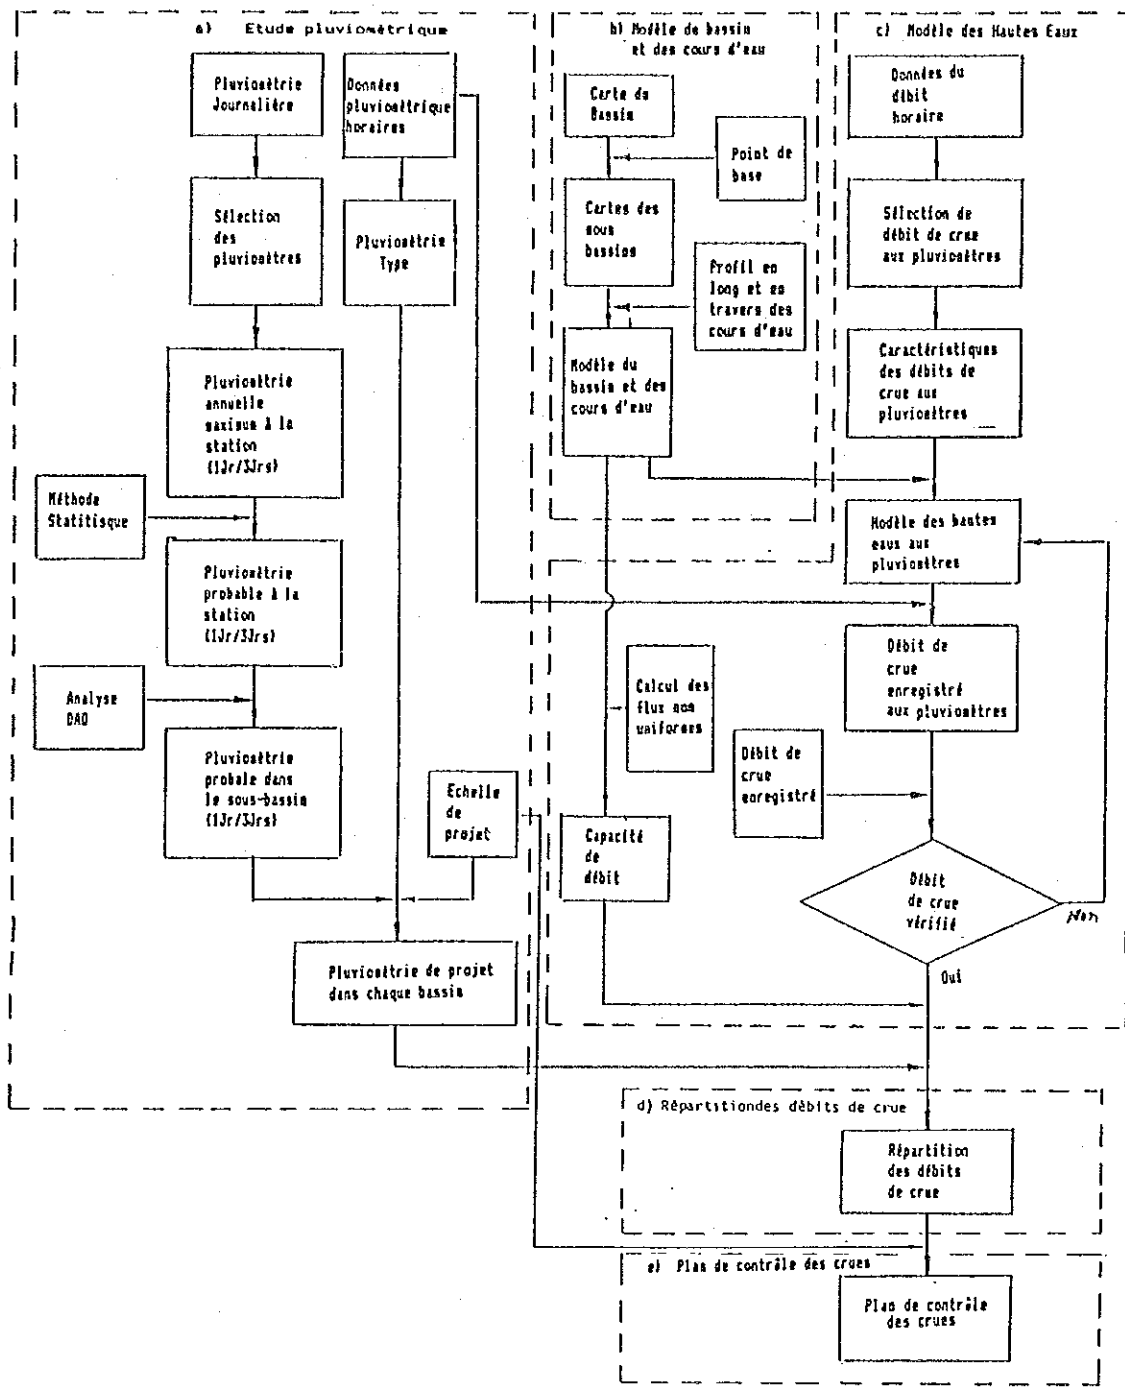 a) Etude pluviométrique
Pluviométrie
Journalière
Données
pluviométrique
horaires
Sélection
des
pluviomètres
Pluviométrie
Type
Pluviométrie
annuelle
maximum à la
station
(1Jr/3Jrs)
Méthode
Statitisque
Pluviométrie
probable à la
station
(1Jr/3Jrs)
Analyse
DAD
Pluviométrie
probale dans
le sous-bassin
(1Jr/3Jrs)
Echelle
de
projet
Pluviométrie de projet
dans chaque bassin
b) Modèle de bassin
et des cours d'eau
Carte du
Bassin
Point de
base
Cartes des
sous
bassins
Profil en
long et en
travers des
cours d'eau
Modèle du
bassin et des
cours d'eau
Calcul des
flux non
uniformes
Capacité
de
débit
c) Modèle des Hautes Eaux
Données du
débit
horaire
Sélection de
débit de crue
aux pluviomètres
Caractéristiques
des débits de
crue aux
pluviomètres
Modèle des hautes
eaux aux
pluviomètres
Débit de
crue
enregistré
aux pluviomètres
Débit de
crue
enregistré
Débit
de crue
vérifié
Non
Oui
d) Répartitiondes débits de crue
Répartition
des débits
de crue
e) Plan de contrôle des crues
Plan de contrôle
des crues